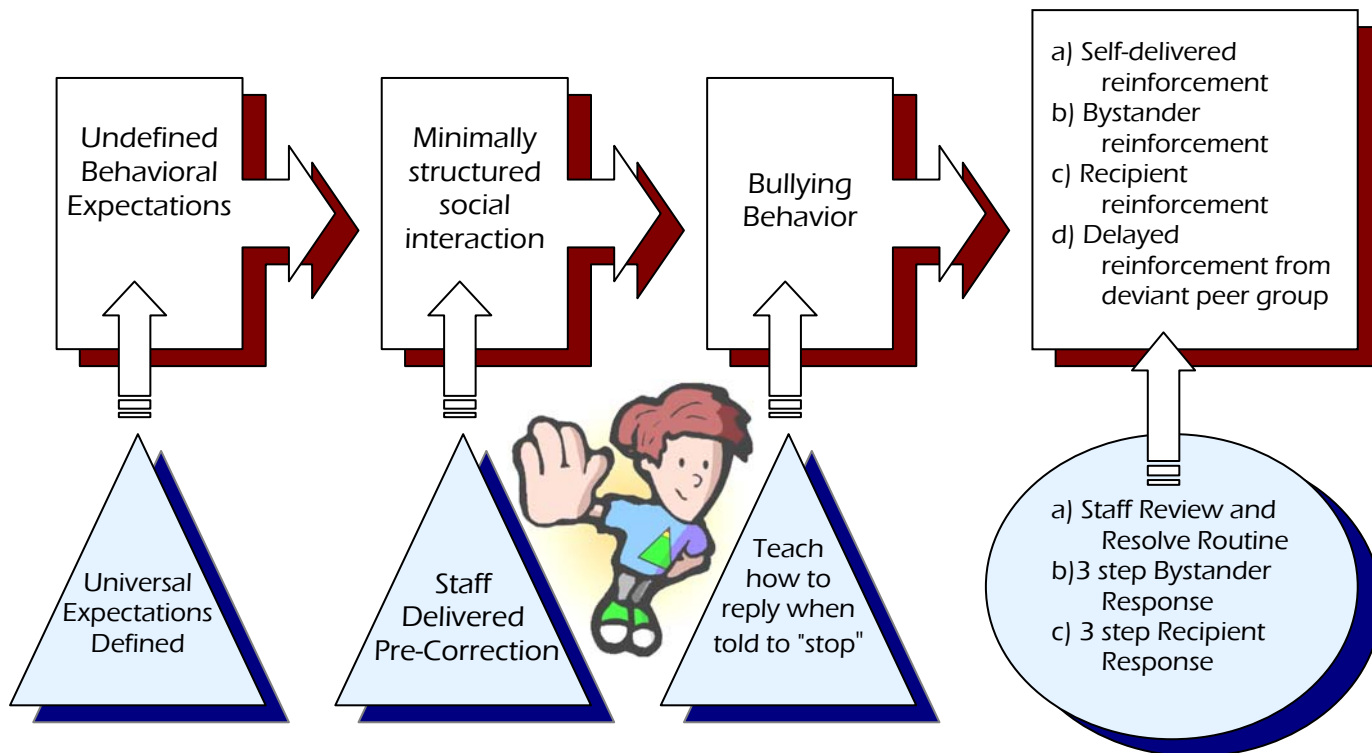 Undefined
Behavioral
Expectations
Minimally
structured
social
interaction
Bullying
Behavior
a) Self-delivered
reinforcement
b) Bystander
reinforcement
c) Recipient
reinforcement
d) Delayed
reinforcement from
deviant peer group
Universal
Expectations
Defined
Staff
Delivered
Pre-Correction
Teach
how to
reply when
told to "stop"
a) Staff Review and
Resolve Routine
b)3 step Bystander
Response
c) 3 step Recipient
Response